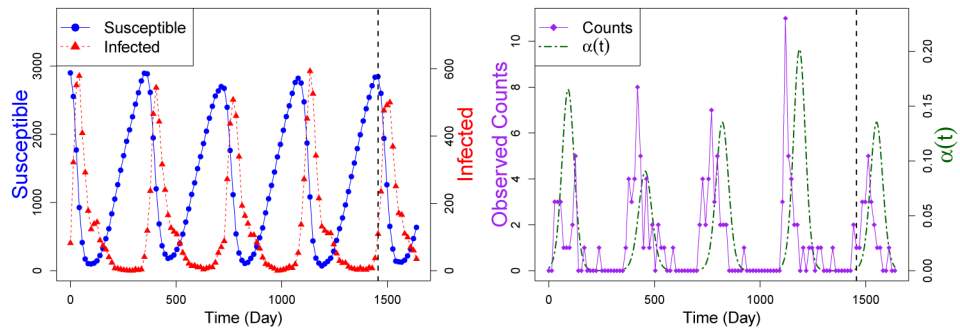 Susceptible
Infected
Susceptible
0
1000
2000
3000
0
200
400
600
Infected
0
500
1000
1500
Time (Day)
Counts
α(t)
Observed Counts
0
2
4
6
8
10
0.00
0.05
0.10
0.15
0.20
α(t)
0
500
1000
1500
Time (Day)